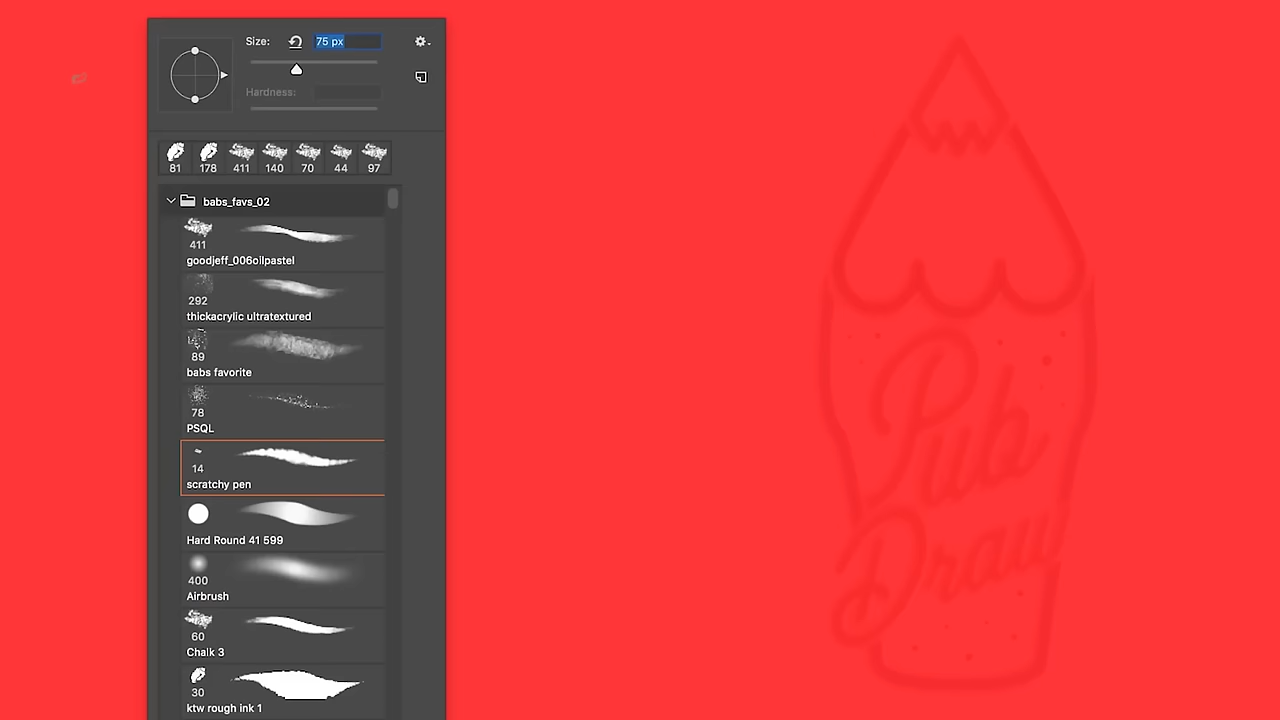 Size: 75 px
Hardness:
81 178 411 140 70 44 97
babs_favs_02
411
goodjeff_006oilpastel
292
thickacrylic ultratextured
89
babs favorite
78
PSQL
14
scratchy pen
Hard Round 41 599
400
Airbrush
60
Chalk 3
30
ktw rough ink 1
Pub
Draw